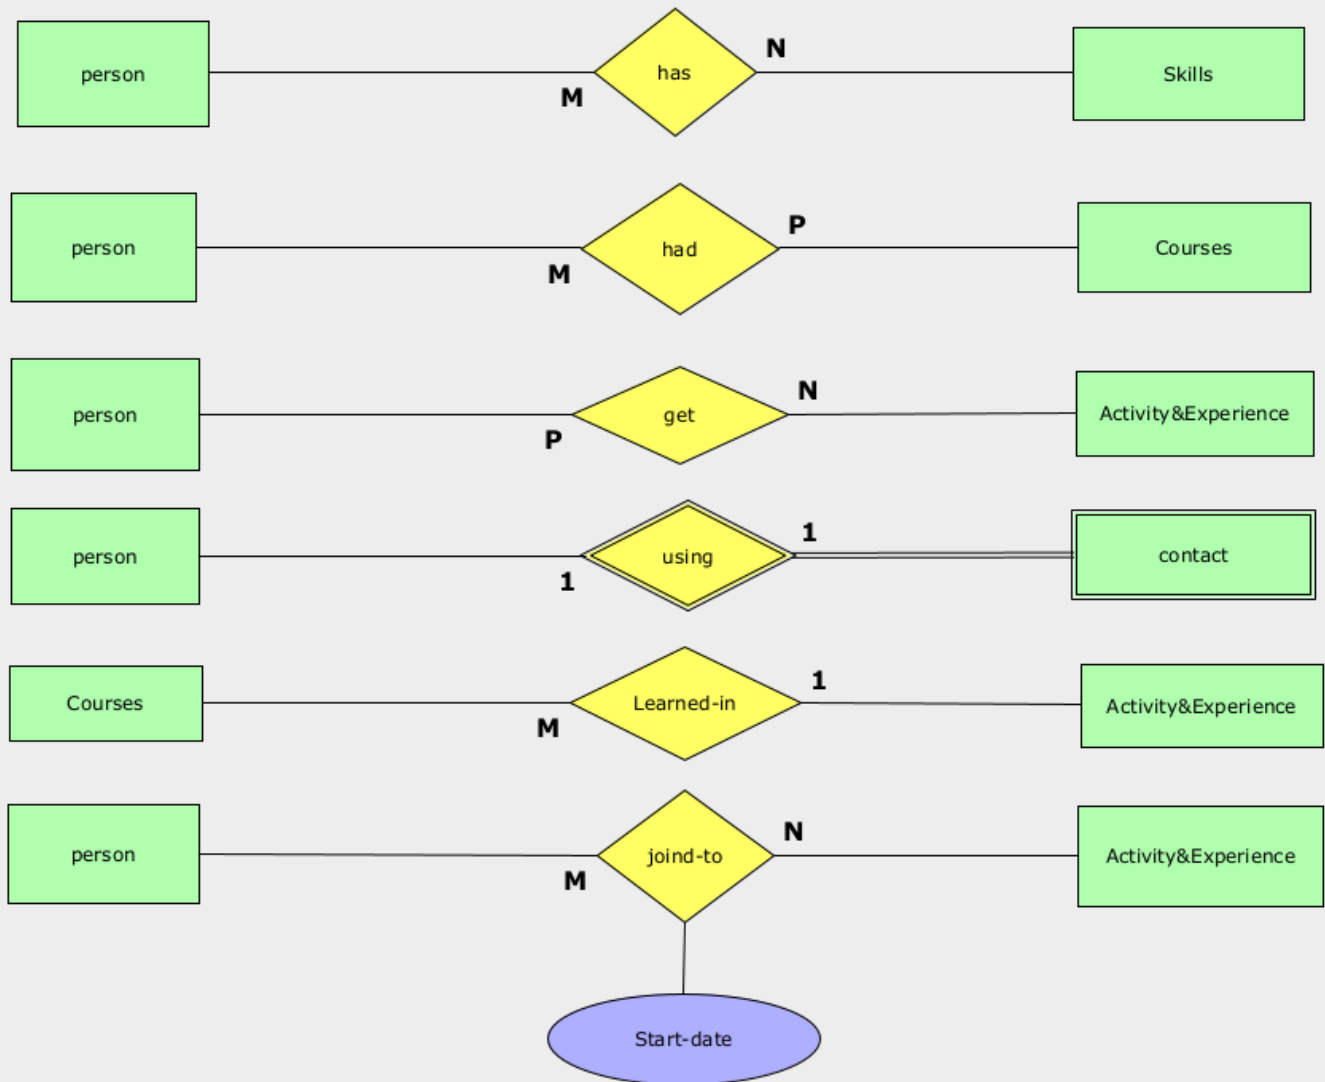 person
has
N
M
Skills
person
had
P
M
Courses
person
get
N
P
Activity&Experience
person
using
1
1
contact
Courses
Learned-in
1
M
Activity&Experience
person
joind-to
N
M
Activity&Experience
Start-date